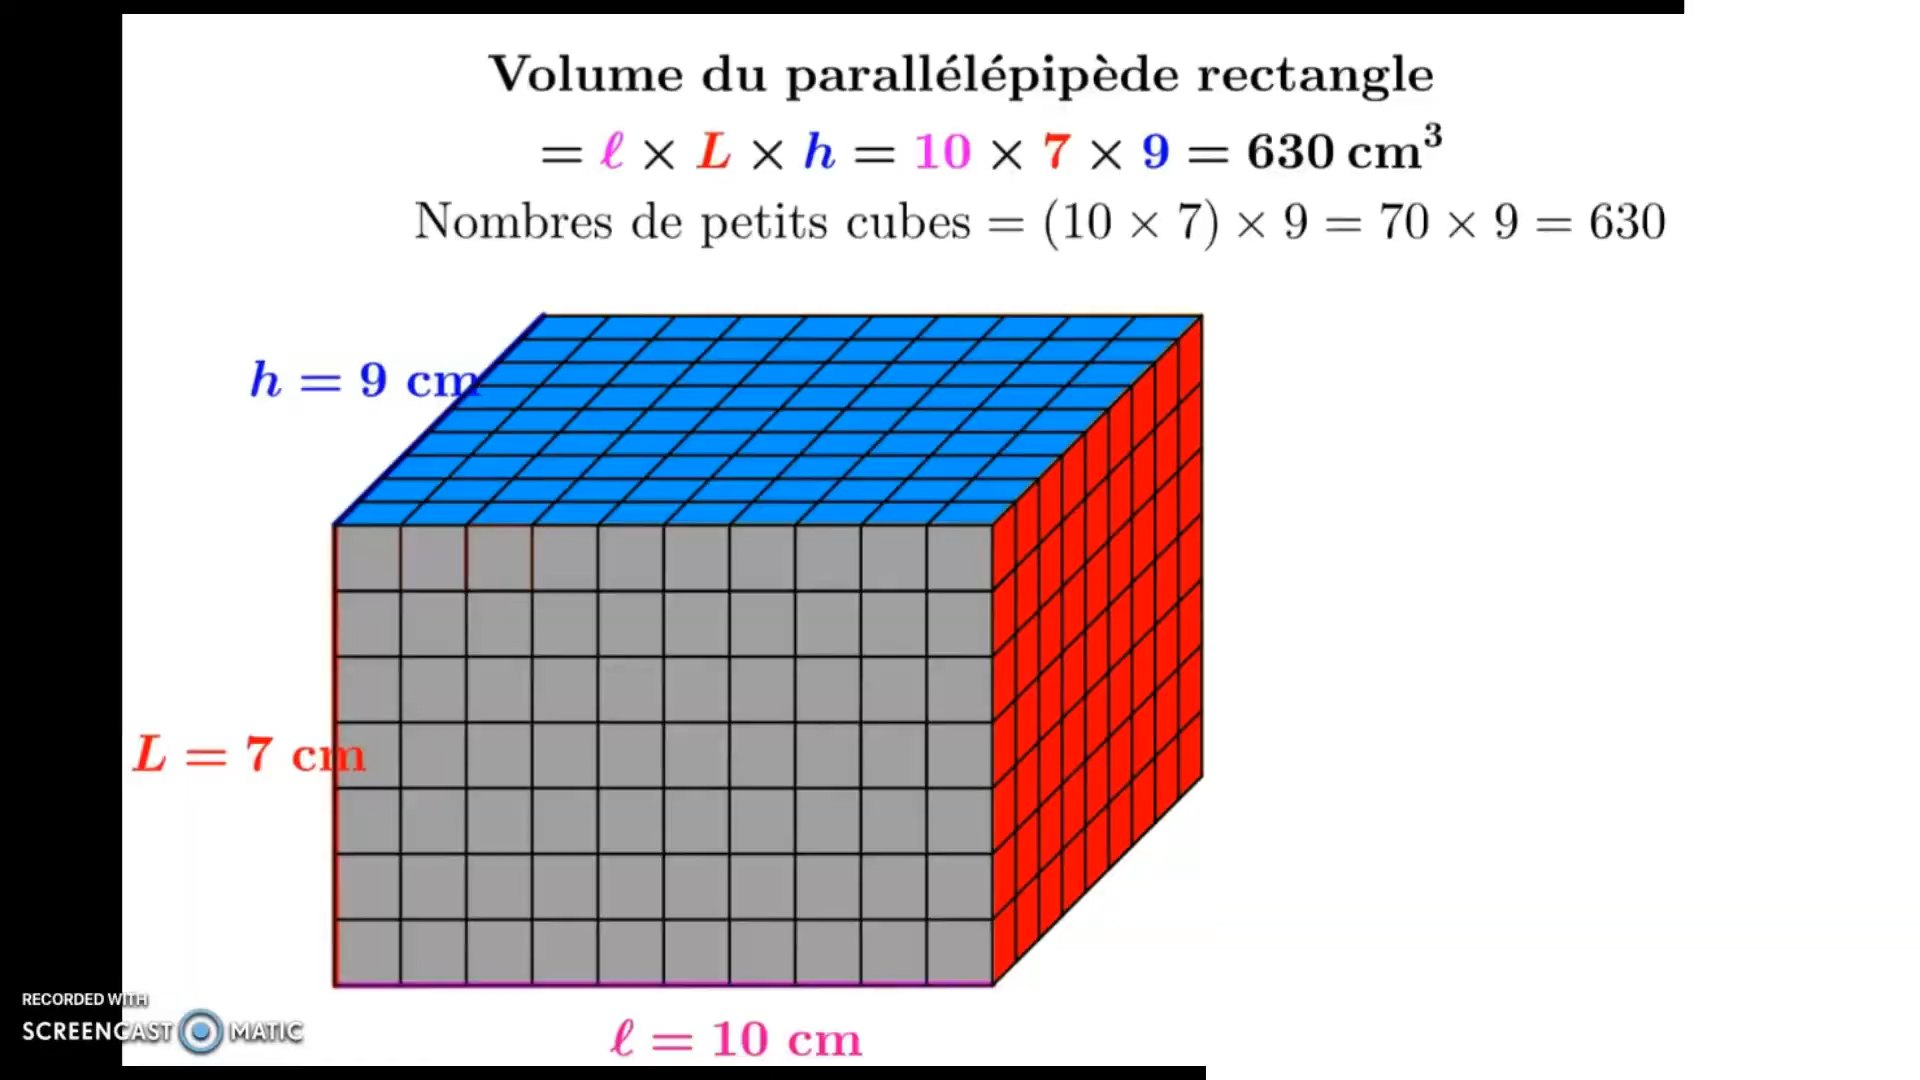 Volume du parallélépipède rectangle
= ℓ × L × h = 10 × 7 × 9 = 630 cm³
Nombres de petits cubes = (10 × 7) × 9 = 70 × 9 = 630
h = 9 cm
L = 7 cm
ℓ = 10 cm
RECORDED WITH
SCREENCAST MATIC